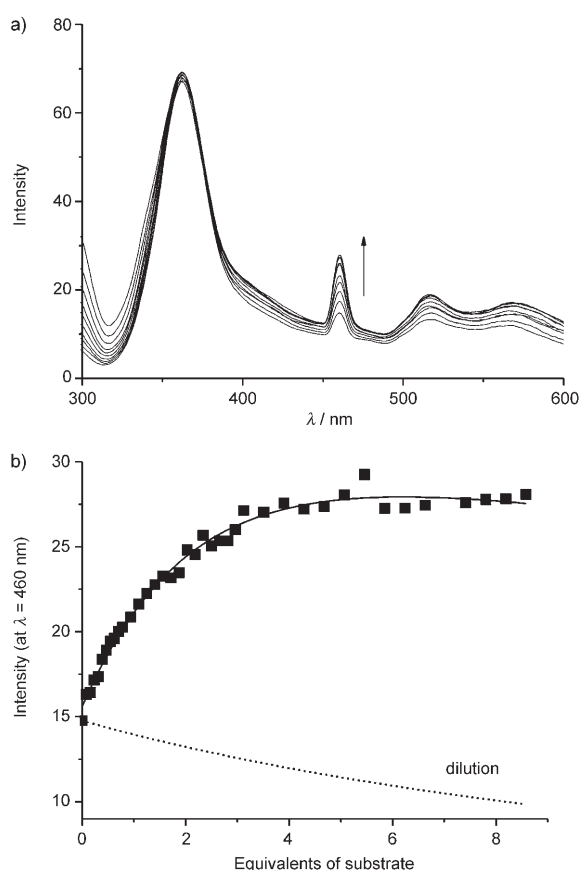 a)
80
60
40
20
0
Intensity
300
400
500
600
λ / nm
b)
30
25
20
15
10
Intensity (at λ = 460 nm)
dilution
0
2
4
6
8
Equivalents of substrate